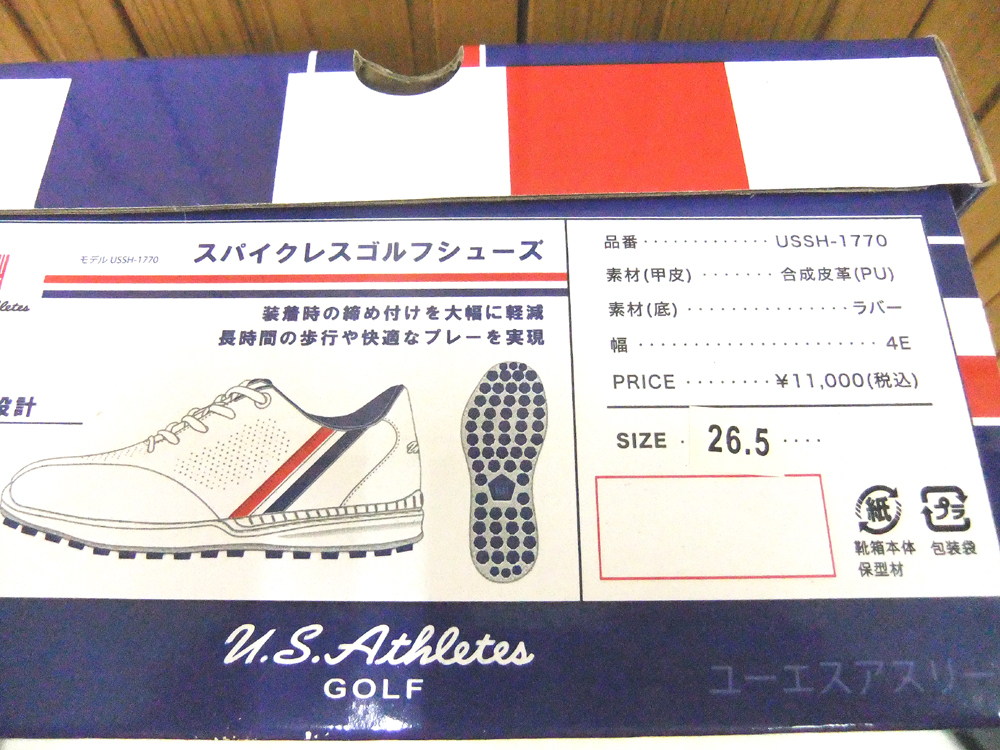 letes
モデル USSH-1770
スパイクレスゴルフシューズ
装着時の締め付けを大幅に軽減
長時間の歩行や快適なプレーを実現
設計
品番 ············· USSH-1770
素材(甲皮) ······· 合成皮革(PU)
素材(底) ··············· ラバー
幅 ······················· 4E
PRICE ········ ¥11,000(税込)
SIZE · 26.5 ····
紙
プラ
靴箱本体 包装袋
保型材
U.S.Athletes
GOLF
ユーエスアスリー